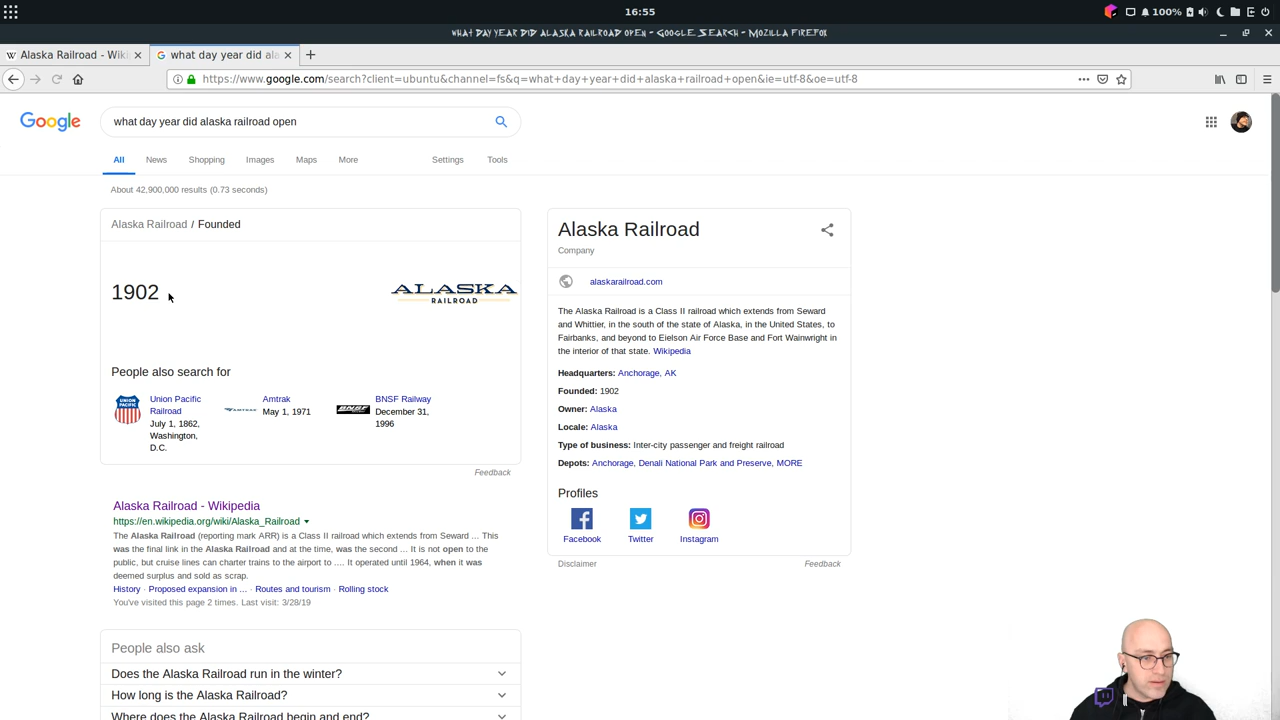 16:55
100%
what day year did alaska railroad open - Google Search - Mozilla Firefox
Alaska Railroad - Wiki
what day year did al
https://www.google.com/search?client=ubuntu&channel=fs&q=what+day+year+did+alaska+railroad+open&ie=utf-8&oe=utf-8
Google
what day year did alaska railroad open
All
News
Shopping
Images
Maps
More
Settings
Tools
About 42,900,000 results (0.73 seconds)
Alaska Railroad / Founded
1902
ALASKA
RAILROAD
People also search for
Union Pacific
Railroad
July 1, 1862,
Washington,
D.C.
Amtrak
May 1, 1971
BNSF Railway
December 31,
1996
Feedback
Alaska Railroad - Wikipedia
https://en.wikipedia.org/wiki/Alaska_Railroad
The Alaska Railroad (reporting mark ARR) is a Class II railroad which extends from Seward ... This
was the final link in the Alaska Railroad and at the time, was the second ... It is not open to the
public, but cruise lines can charter trains to the airport to .... It operated until 1964, when it was
deemed surplus and sold as scrap.
History · Proposed expansion in ... · Routes and tourism · Rolling stock
You've visited this page 2 times. Last visit: 3/28/19
People also ask
Does the Alaska Railroad run in the winter?
How long is the Alaska Railroad?
Where does the Alaska Railroad begin and end?
Alaska Railroad
Company
alaskarailroad.com
The Alaska Railroad is a Class II railroad which extends from Seward
and Whittier, in the south of the state of Alaska, in the United States, to
Fairbanks, and beyond to Eielson Air Force Base and Fort Wainwright in
the interior of that state. Wikipedia
Headquarters: Anchorage, AK
Founded: 1902
Owner: Alaska
Locale: Alaska
Type of business: Inter-city passenger and freight railroad
Depots: Anchorage, Denali National Park and Preserve, MORE
Profiles
Facebook
Twitter
Instagram
Disclaimer
Feedback